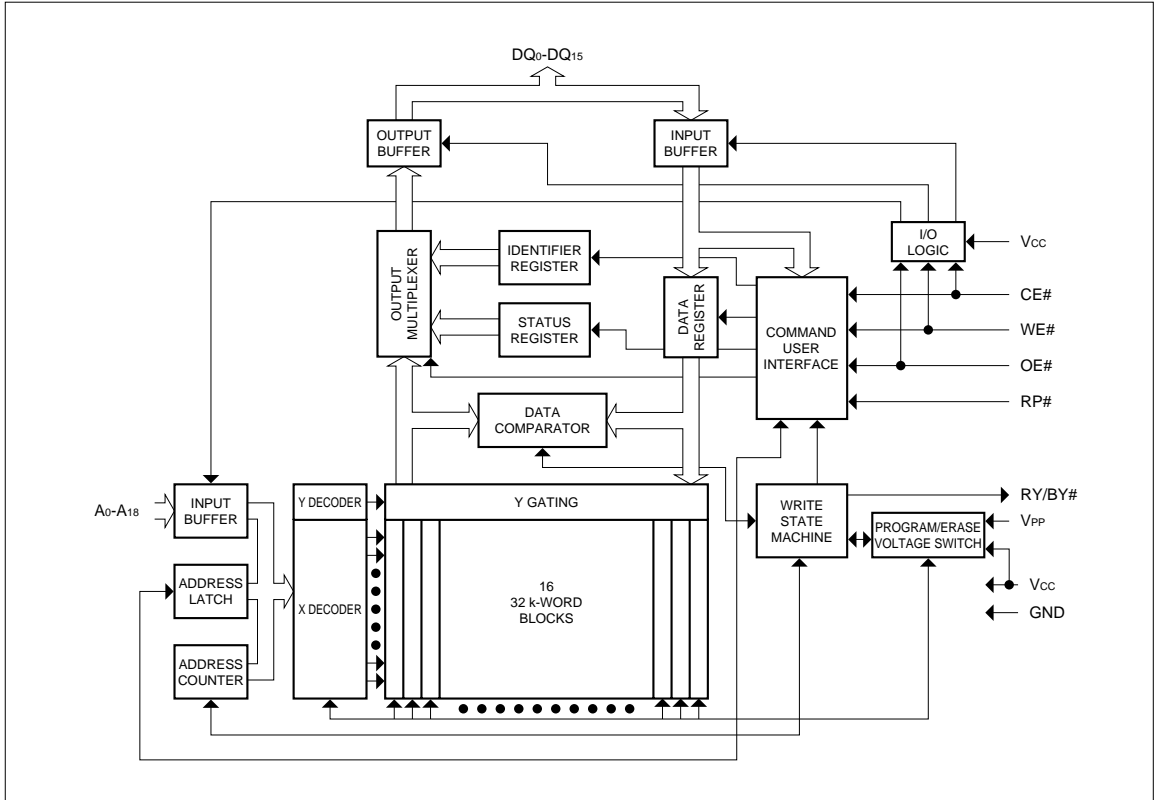 DQ0-DQ15
OUTPUT
BUFFER
INPUT
BUFFER
I/O
LOGIC
VCC
OUTPUT
MULTIPLEXER
IDENTIFIER
REGISTER
STATUS
REGISTER
DATA
REGISTER
COMMAND
USER
INTERFACE
CE#
WE#
OE#
RP#
DATA
COMPARATOR
A0-A18
INPUT
BUFFER
Y DECODER
Y GATING
WRITE
STATE
MACHINE
RY/BY#
VPP
PROGRAM/ERASE
VOLTAGE SWITCH
ADDRESS
LATCH
X DECODER
16
32 k-WORD
BLOCKS
VCC
GND
ADDRESS
COUNTER